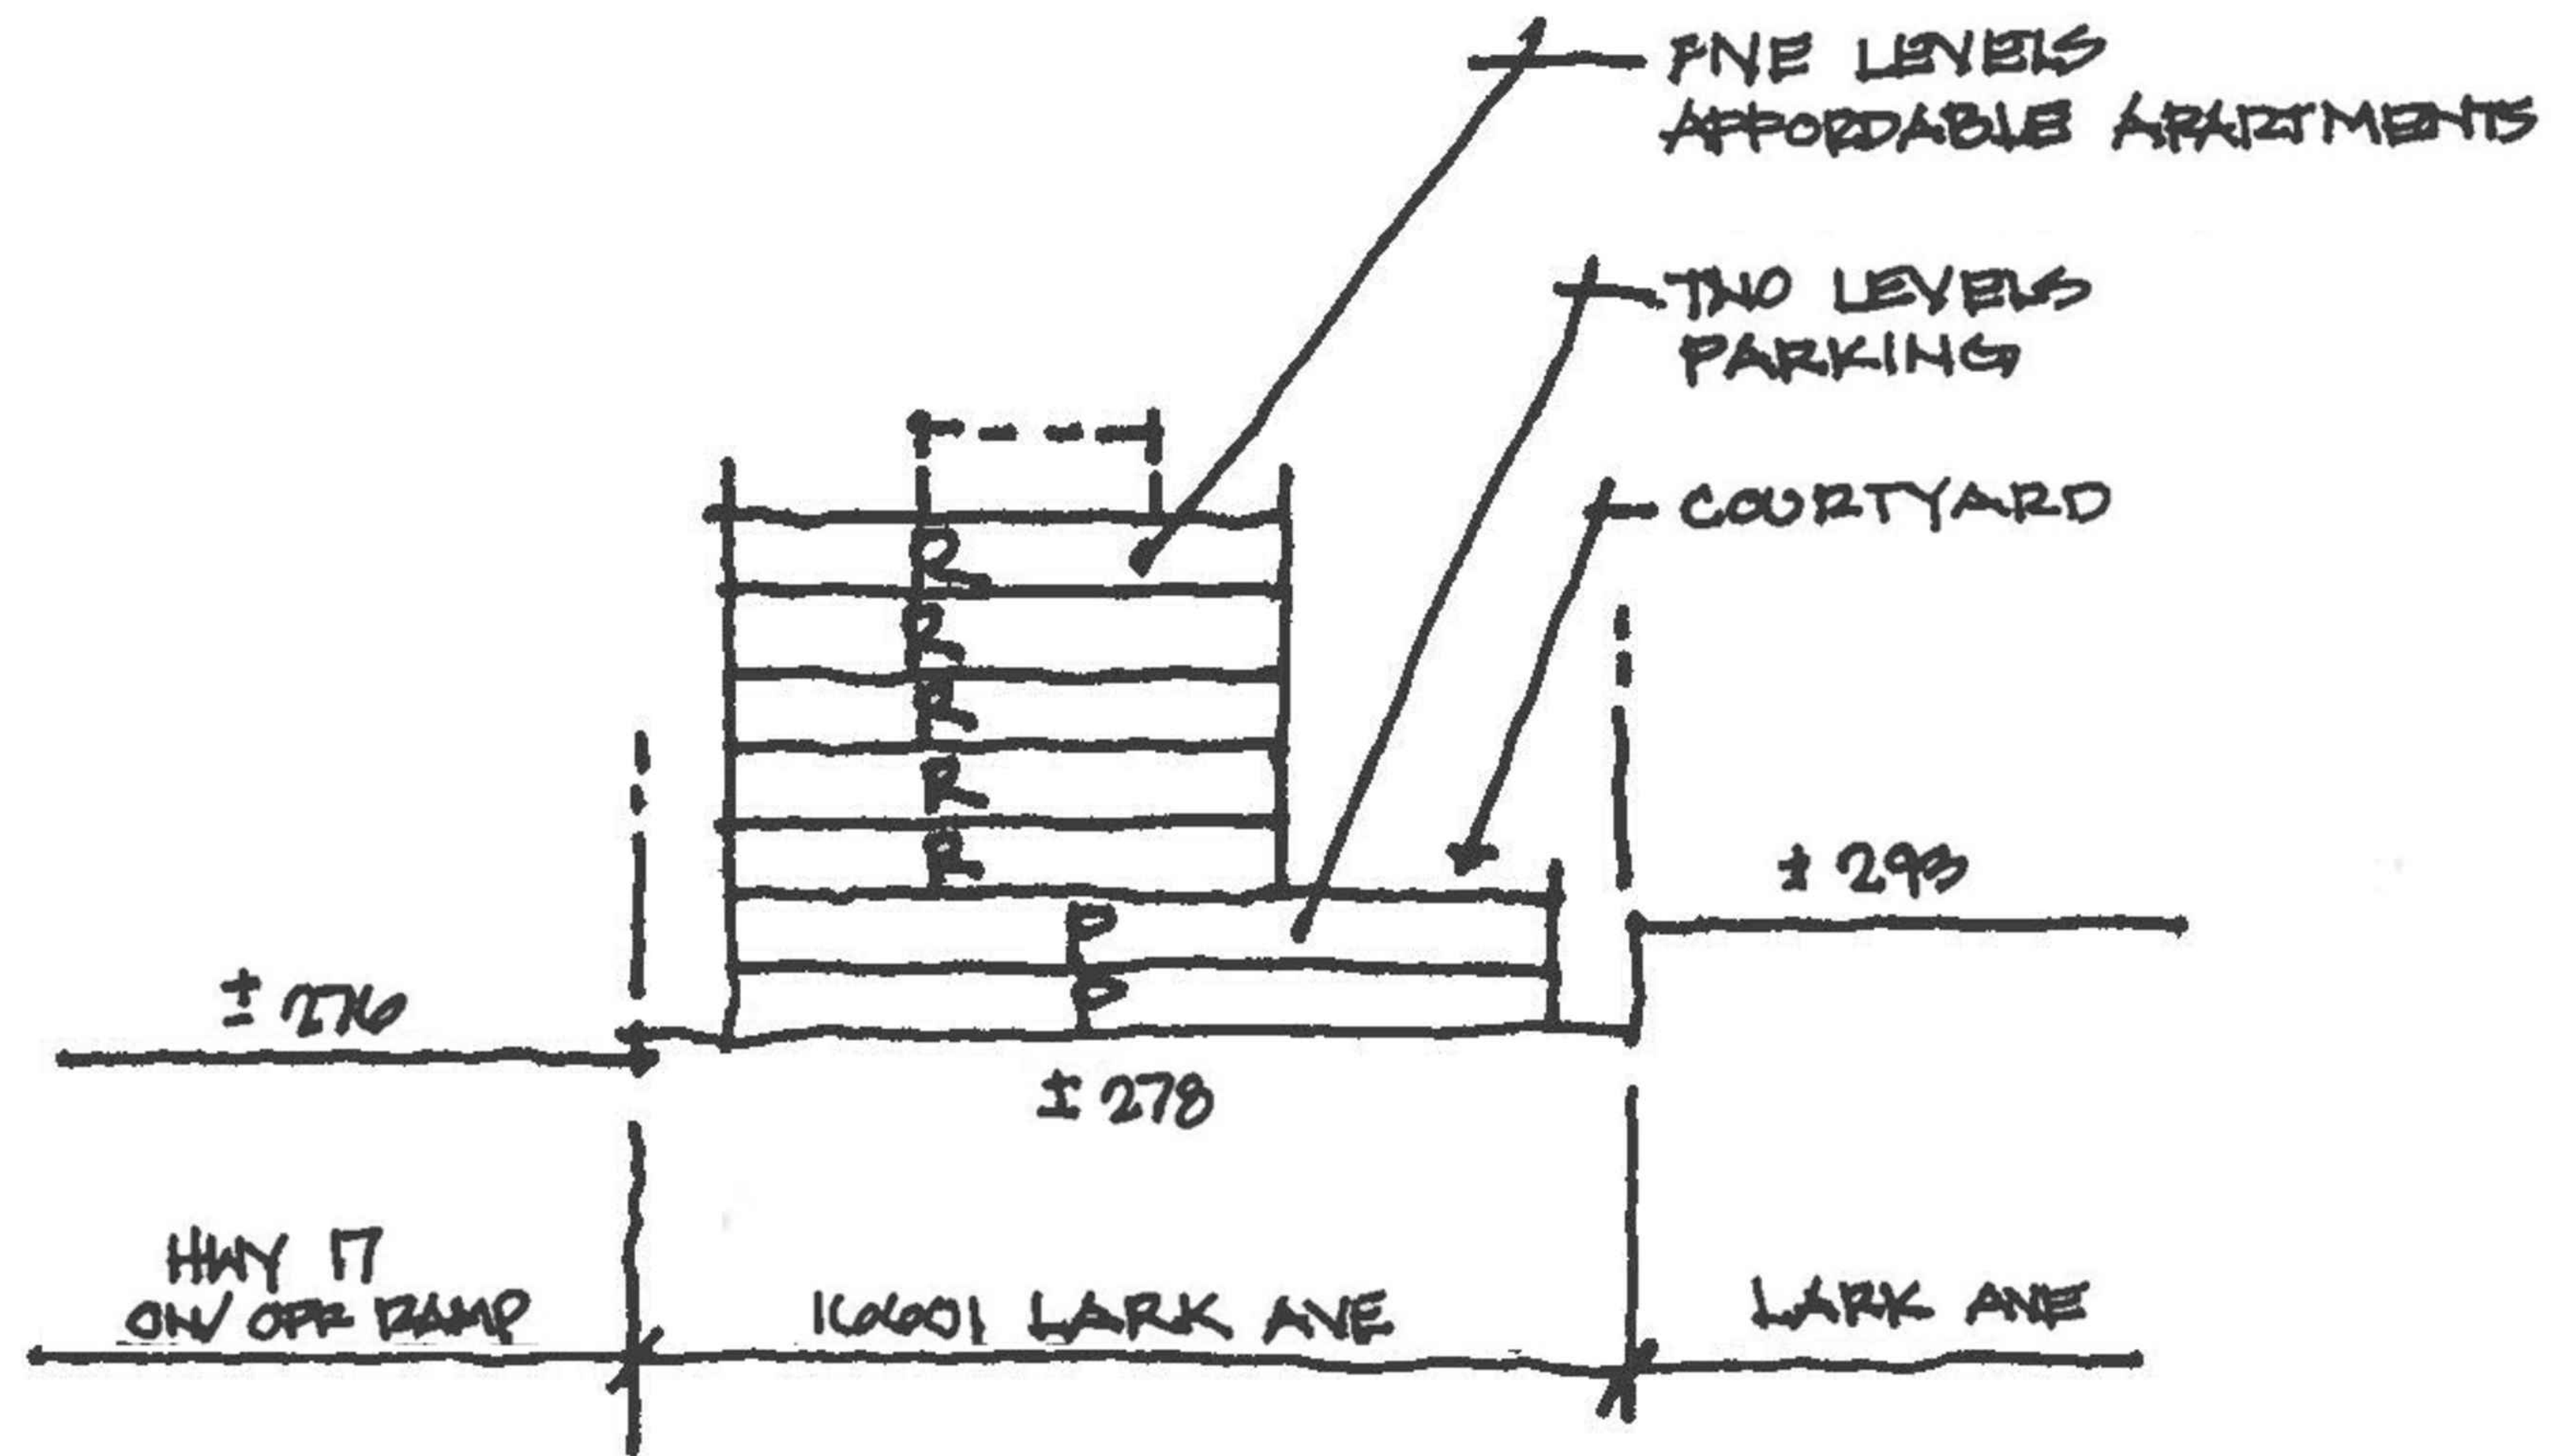 FIVE LEVELS
AFFORDABLE APARTMENTS
TWO LEVELS
PARKING
COURTYARD
R
R
R
R
R
P
P
± 293
± 276
± 278
HWY 17
ON/OFF RAMP
16601 LARK AVE
LARK AVE